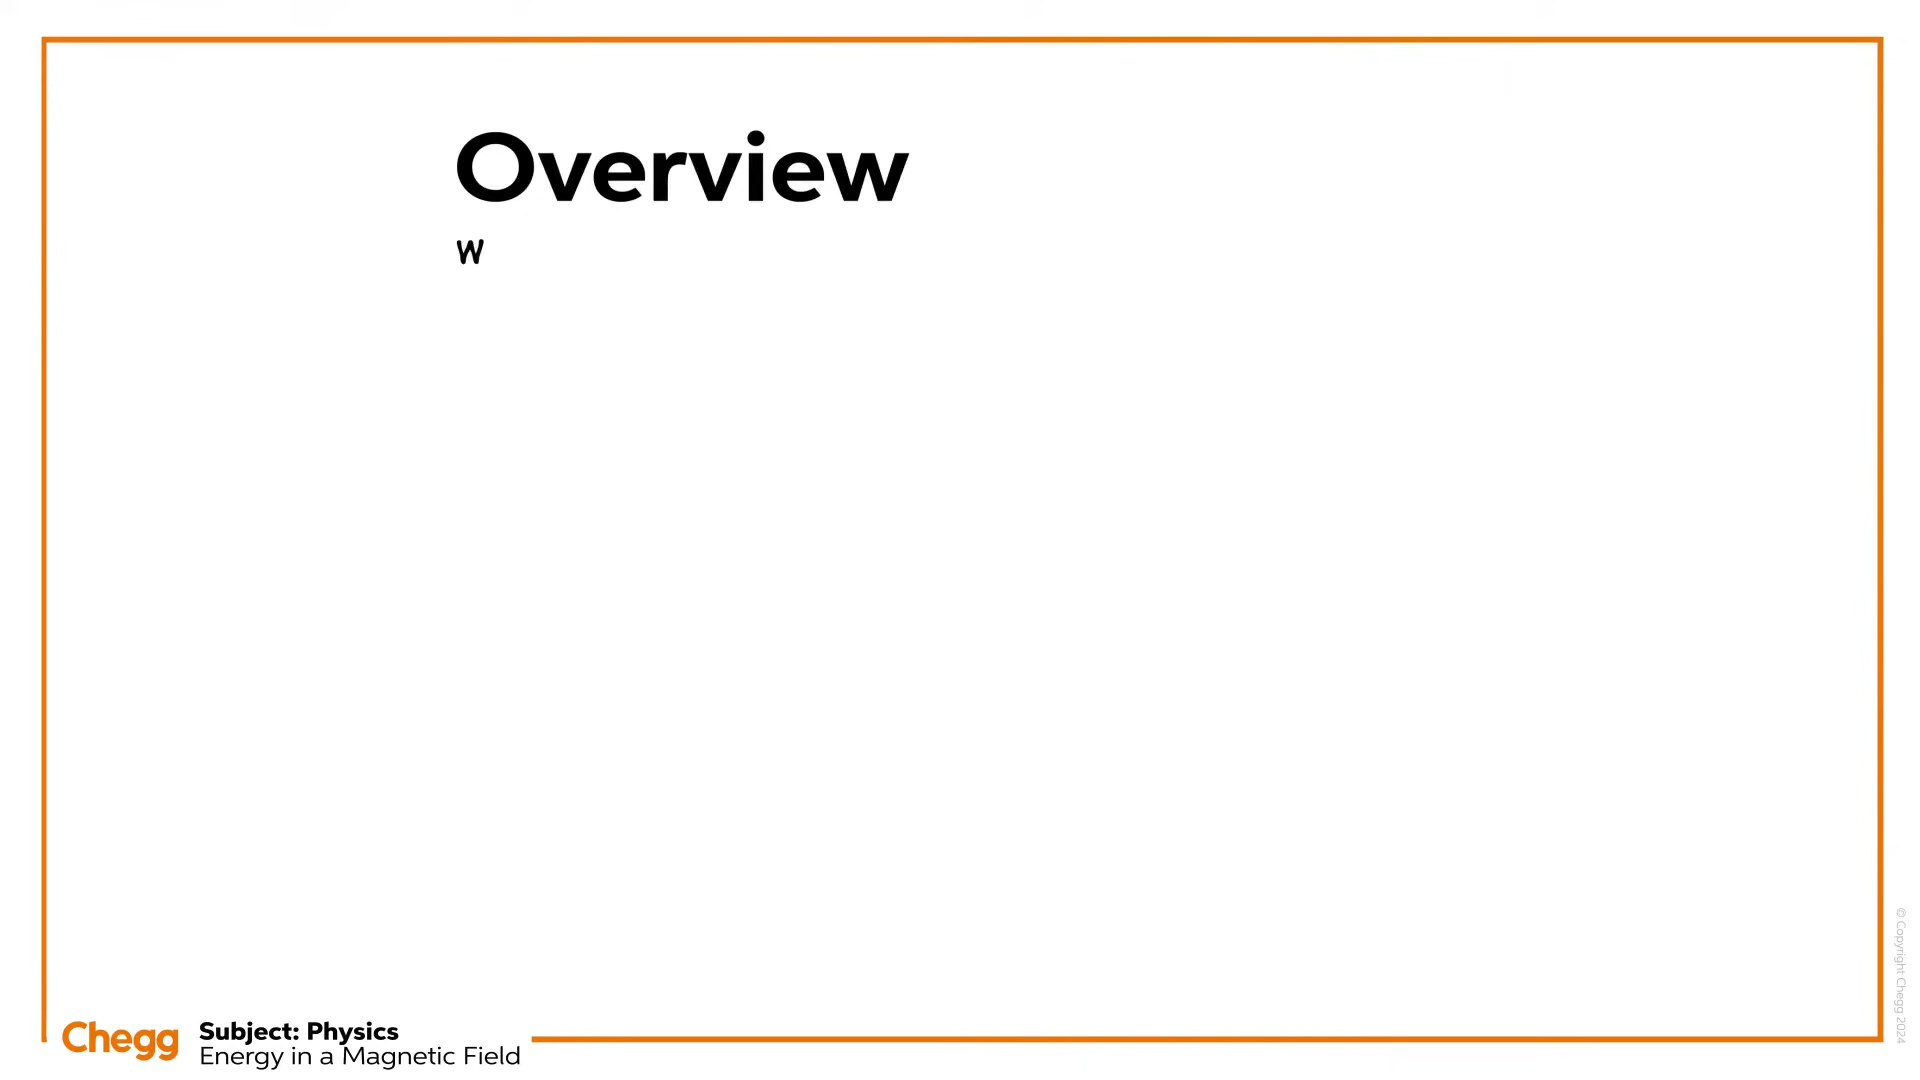 Overview
w
Chegg
Subject: Physics
Energy in a Magnetic Field
© Copyright Chegg 2024